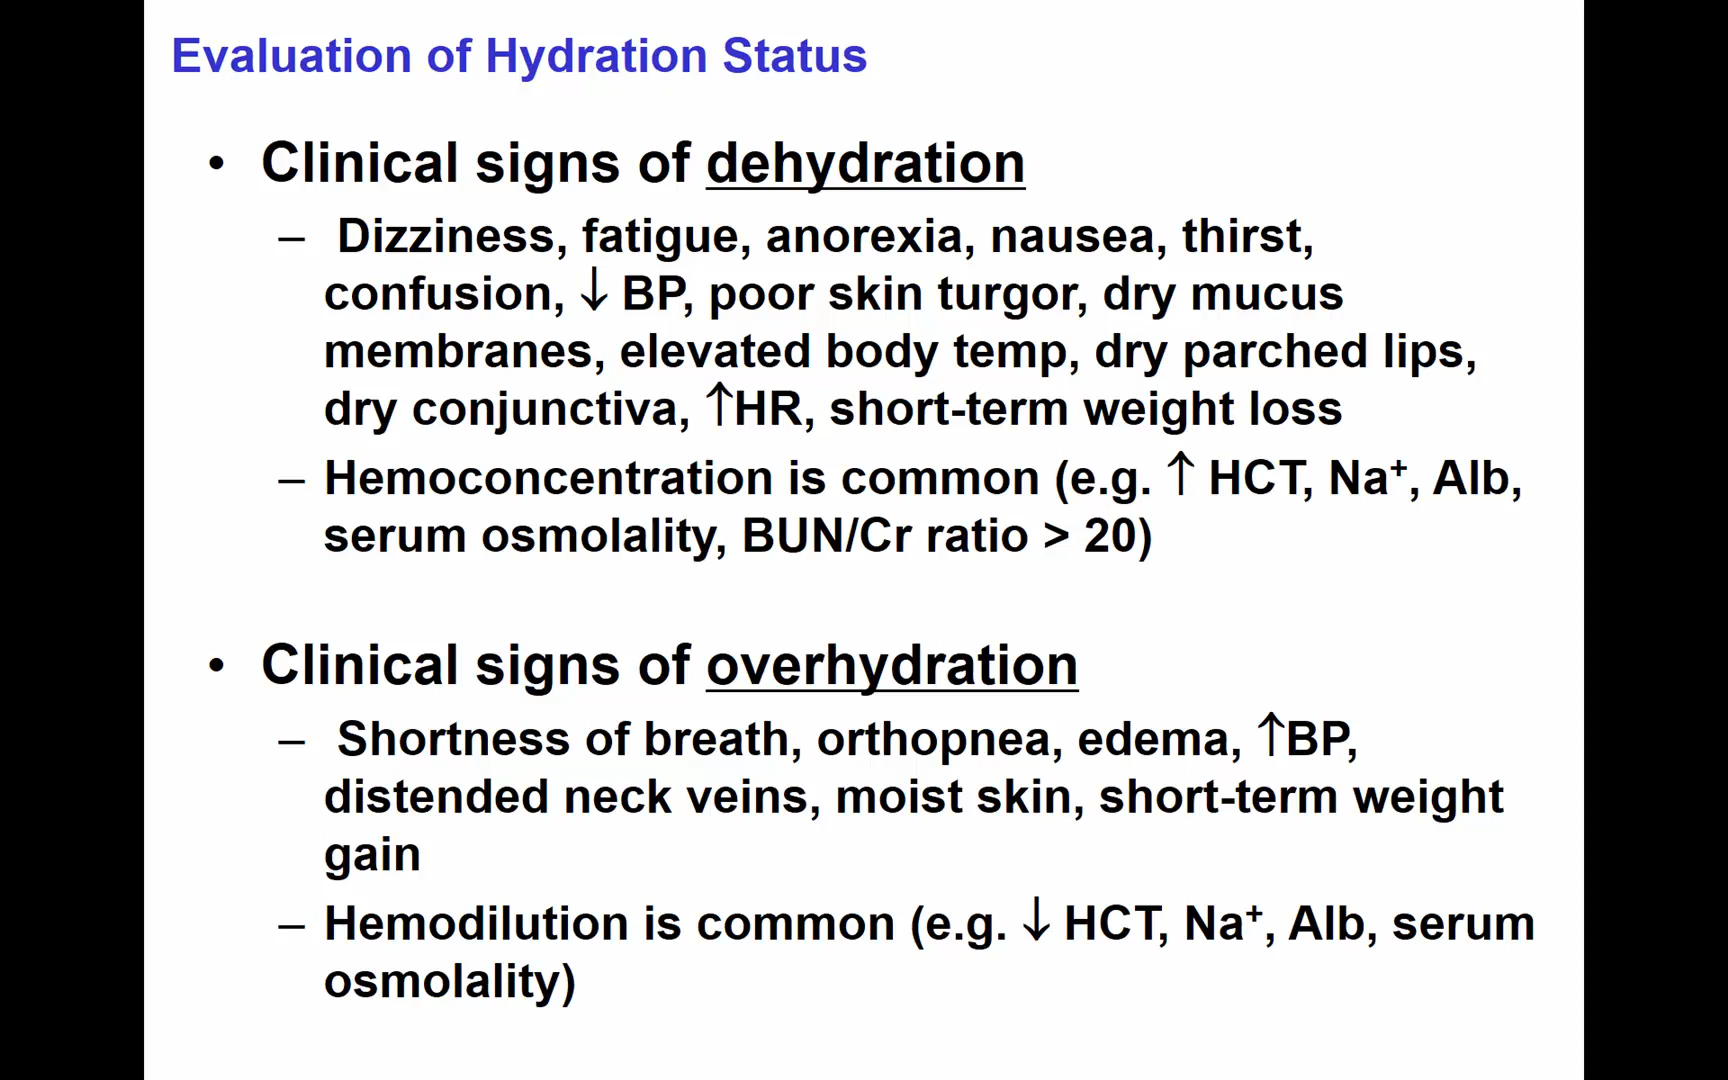 Evaluation of Hydration Status
• Clinical signs of dehydration
– Dizziness, fatigue, anorexia, nausea, thirst,
confusion, ↓ BP, poor skin turgor, dry mucus
membranes, elevated body temp, dry parched lips,
dry conjunctiva, ↑HR, short-term weight loss
– Hemoconcentration is common (e.g. ↑ HCT, Na⁺, Alb,
serum osmolality, BUN/Cr ratio > 20)
• Clinical signs of overhydration
– Shortness of breath, orthopnea, edema, ↑BP,
distended neck veins, moist skin, short-term weight
gain
– Hemodilution is common (e.g. ↓ HCT, Na⁺, Alb, serum
osmolality)